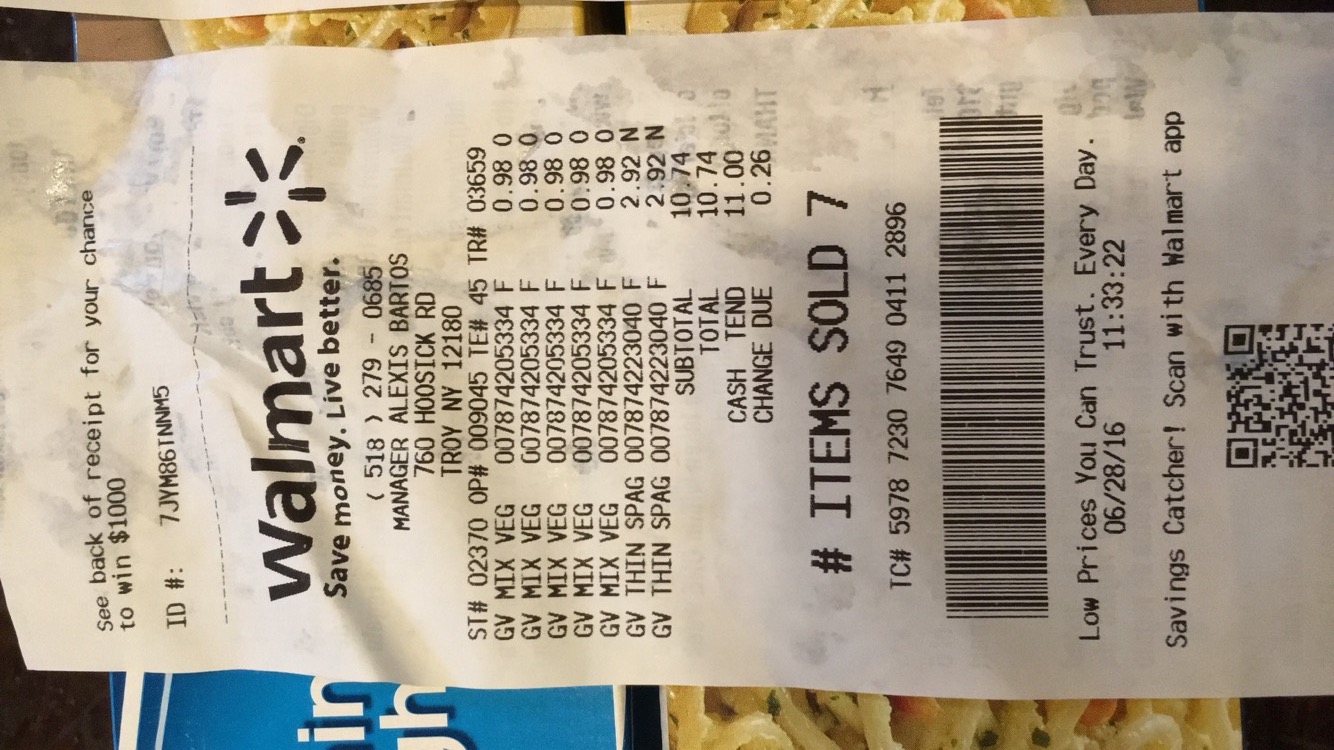 See back of receipt for your chance
to win $1000
ID #: 7JYM86TNNM5
Walmart
Save money. Live better.
( 518 ) 279 - 0685
MANAGER ALEXIS BARTOS
760 HOOSICK RD
TROY NY 12180
ST# 02370 OP# 009045 TE# 45 TR# 03659
GV MIX VEG 007874205334 F 0.98 O
GV MIX VEG 007874205334 F 0.98 O
GV MIX VEG 007874205334 F 0.98 O
GV MIX VEG 007874205334 F 0.98 O
GV MIX VEG 007874205334 F 0.98 O
GV THIN SPAG 007874223040 F 2.92 N
GV THIN SPAG 007874223040 F 2.92 N
SUBTOTAL 10.74
TOTAL 10.74
CASH TEND 11.00
CHANGE DUE 0.26
# ITEMS SOLD 7
TC# 5978 7230 7649 0411 2896
Low Prices You Can Trust. Every Day.
06/28/16 11:33:22
Savings Catcher! Scan with Walmart app